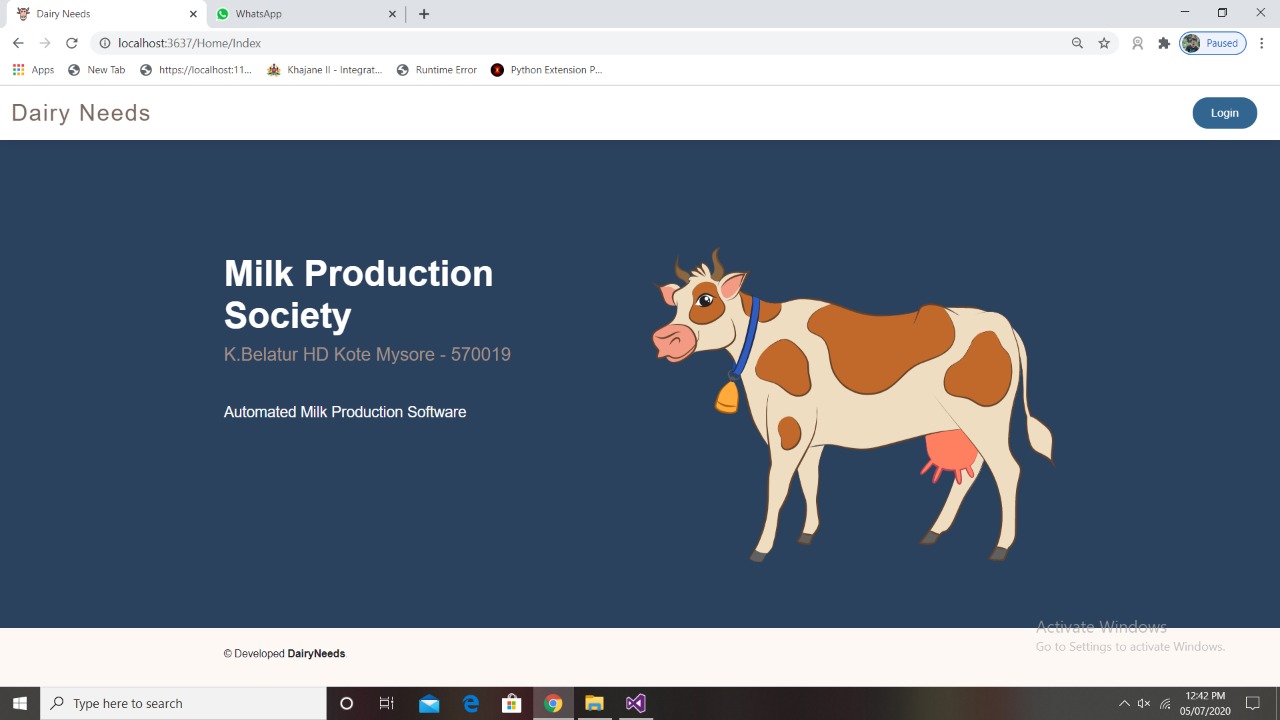 Dairy Needs
WhatsApp
localhost:3637/Home/Index
Paused
Apps
New Tab
https://localhost:11...
Khajane II - Integrat...
Runtime Error
Python Extension P...
Dairy Needs
Login
Milk Production
Society
K.Belatur HD Kote Mysore - 570019
Automated Milk Production Software
Activate Windows
Go to Settings to activate Windows.
© Developed DairyNeeds
Type here to search
12:42 PM
05/07/2020